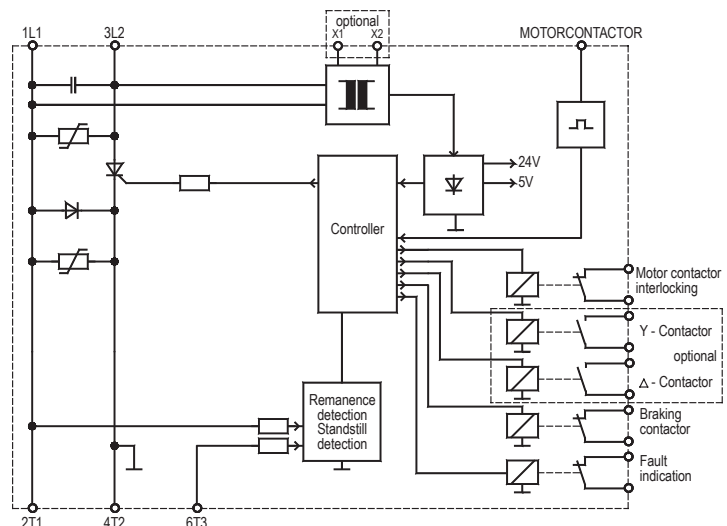 optional
1L1 3L2 X1 X2 MOTORCONTACTOR
24V
5V
Controller
Motor contactor
interlocking
Y - Contactor
optional
Δ - Contactor
Remanence
detection
Standstill
detection
Braking
contactor
Fault
indication
2T1 4T2 6T3